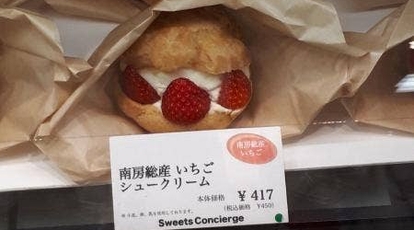 南房総産
いちご
南房総産 いちご
シュークリーム
本体価格 ¥ 417
(税込価格 ¥450)
Sweets Concierge